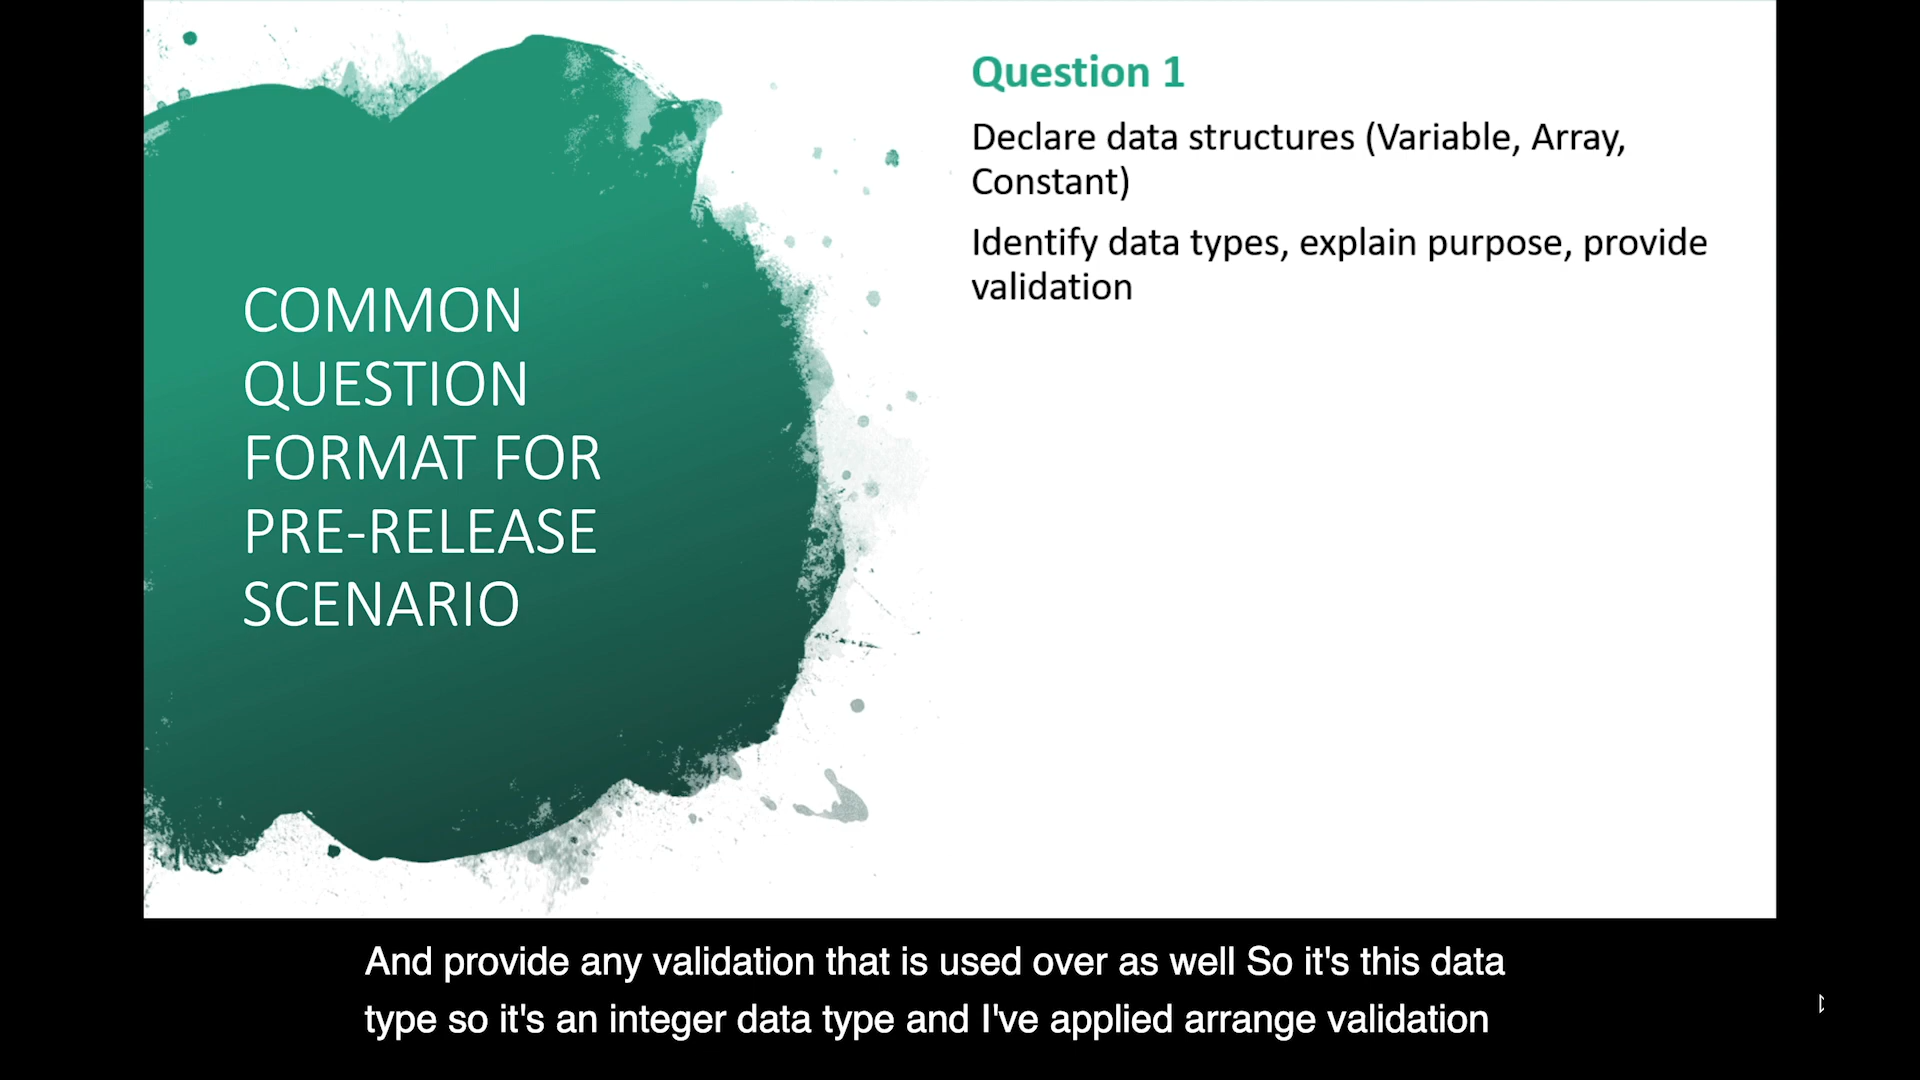 COMMON
QUESTION
FORMAT FOR
PRE-RELEASE
SCENARIO
Question 1
Declare data structures (Variable, Array,
Constant)
Identify data types, explain purpose, provide
validation
And provide any validation that is used over as well So it's this data
type so it's an integer data type and I've applied arrange validation